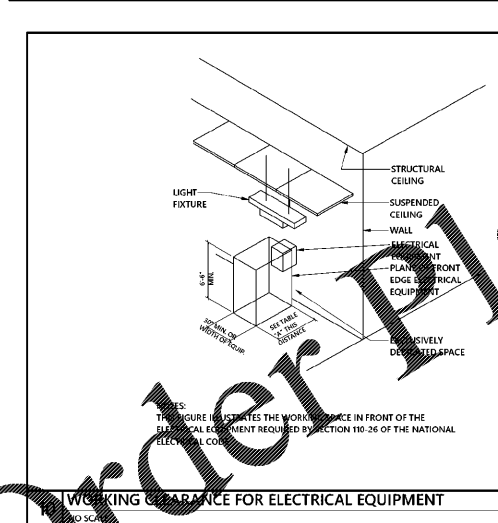 STRUCTURAL
CEILING
LIGHT
FIXTURE
SUSPENDED
CEILING
WALL
ELECTRICAL
EQUIPMENT
PLANE OF FRONT
EDGE ELECTRICAL
EQUIPMENT
6'-6"
MIN.
30" MIN. OR
WIDTH OF EQUIP.
SEE TABLE
"A" THIS
DISTANCE
EXCLUSIVELY
DEDICATED SPACE
NOTES:
THIS FIGURE ILLUSTRATES THE WORKING SPACE IN FRONT OF THE
ELECTRICAL EQUIPMENT REQUIRED BY SECTION 110-26 OF THE NATIONAL
ELECTRICAL CODE
10 WORKING CLEARANCE FOR ELECTRICAL EQUIPMENT
NO SCALE
order